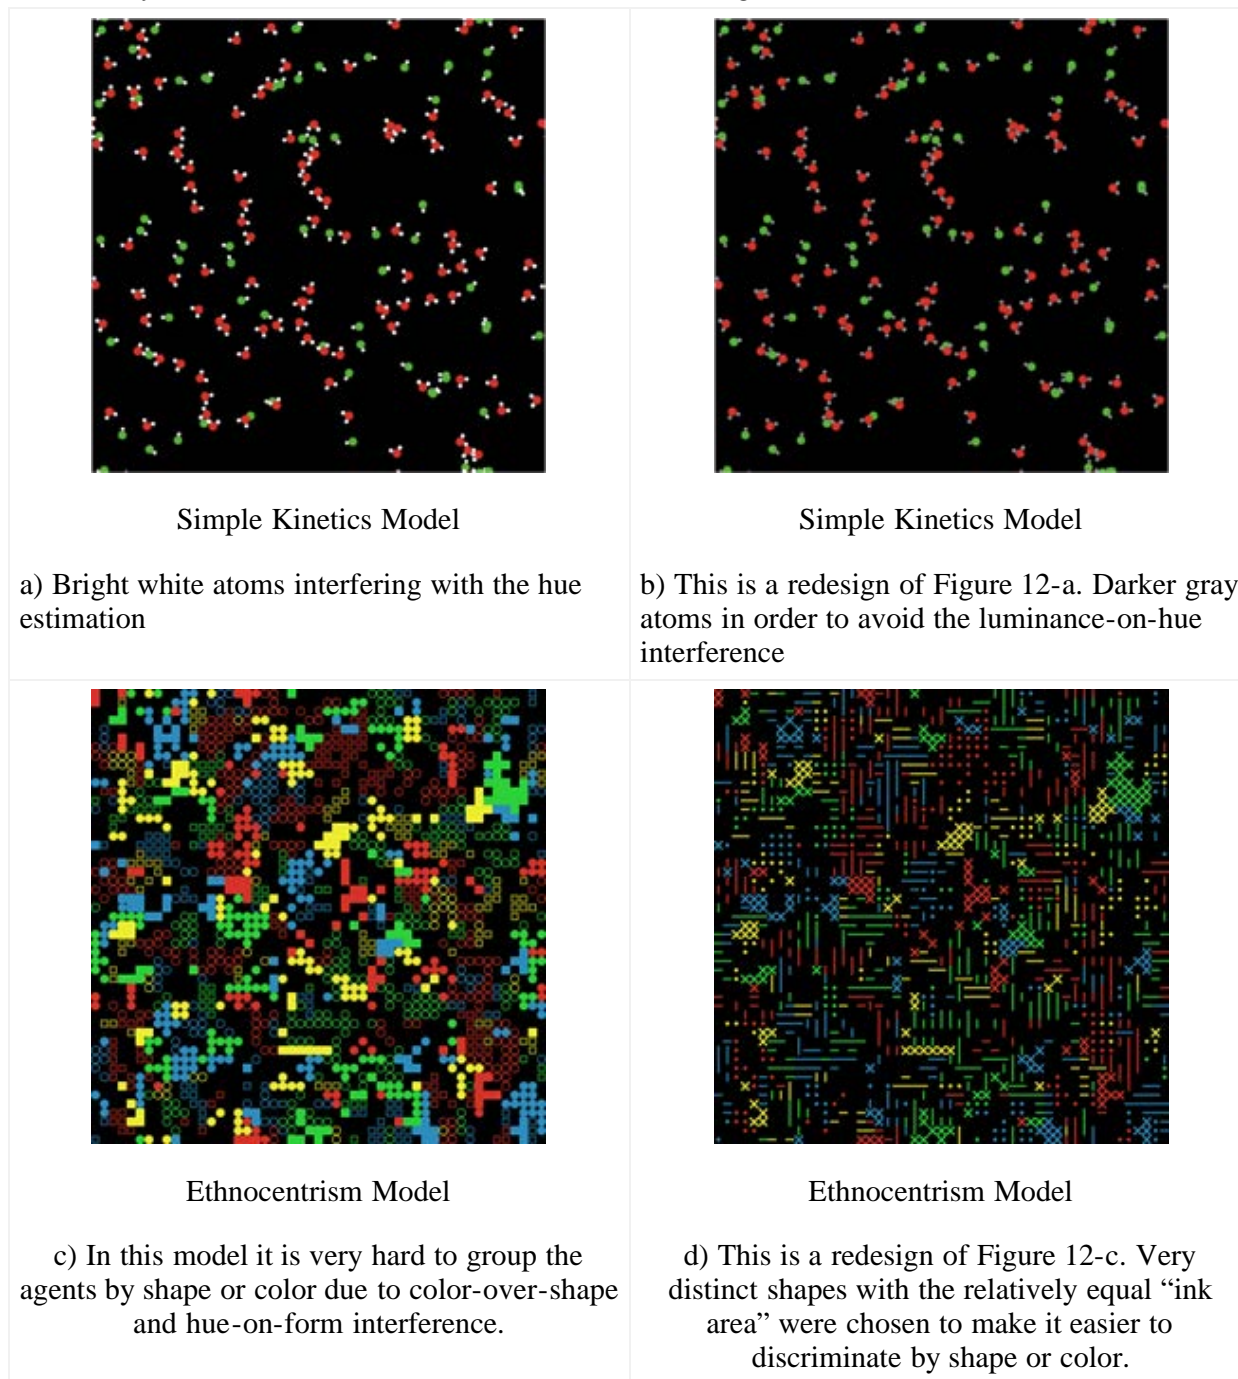 Simple Kinetics Model
a) Bright white atoms interfering with the hue
estimation
Simple Kinetics Model
b) This is a redesign of Figure 12-a. Darker gray
atoms in order to avoid the luminance-on-hue
interference
Ethnocentrism Model
c) In this model it is very hard to group the
agents by shape or color due to color-over-shape
and hue-on-form interference.
Ethnocentrism Model
d) This is a redesign of Figure 12-c. Very
distinct shapes with the relatively equal “ink
area” were chosen to make it easier to
discriminate by shape or color.